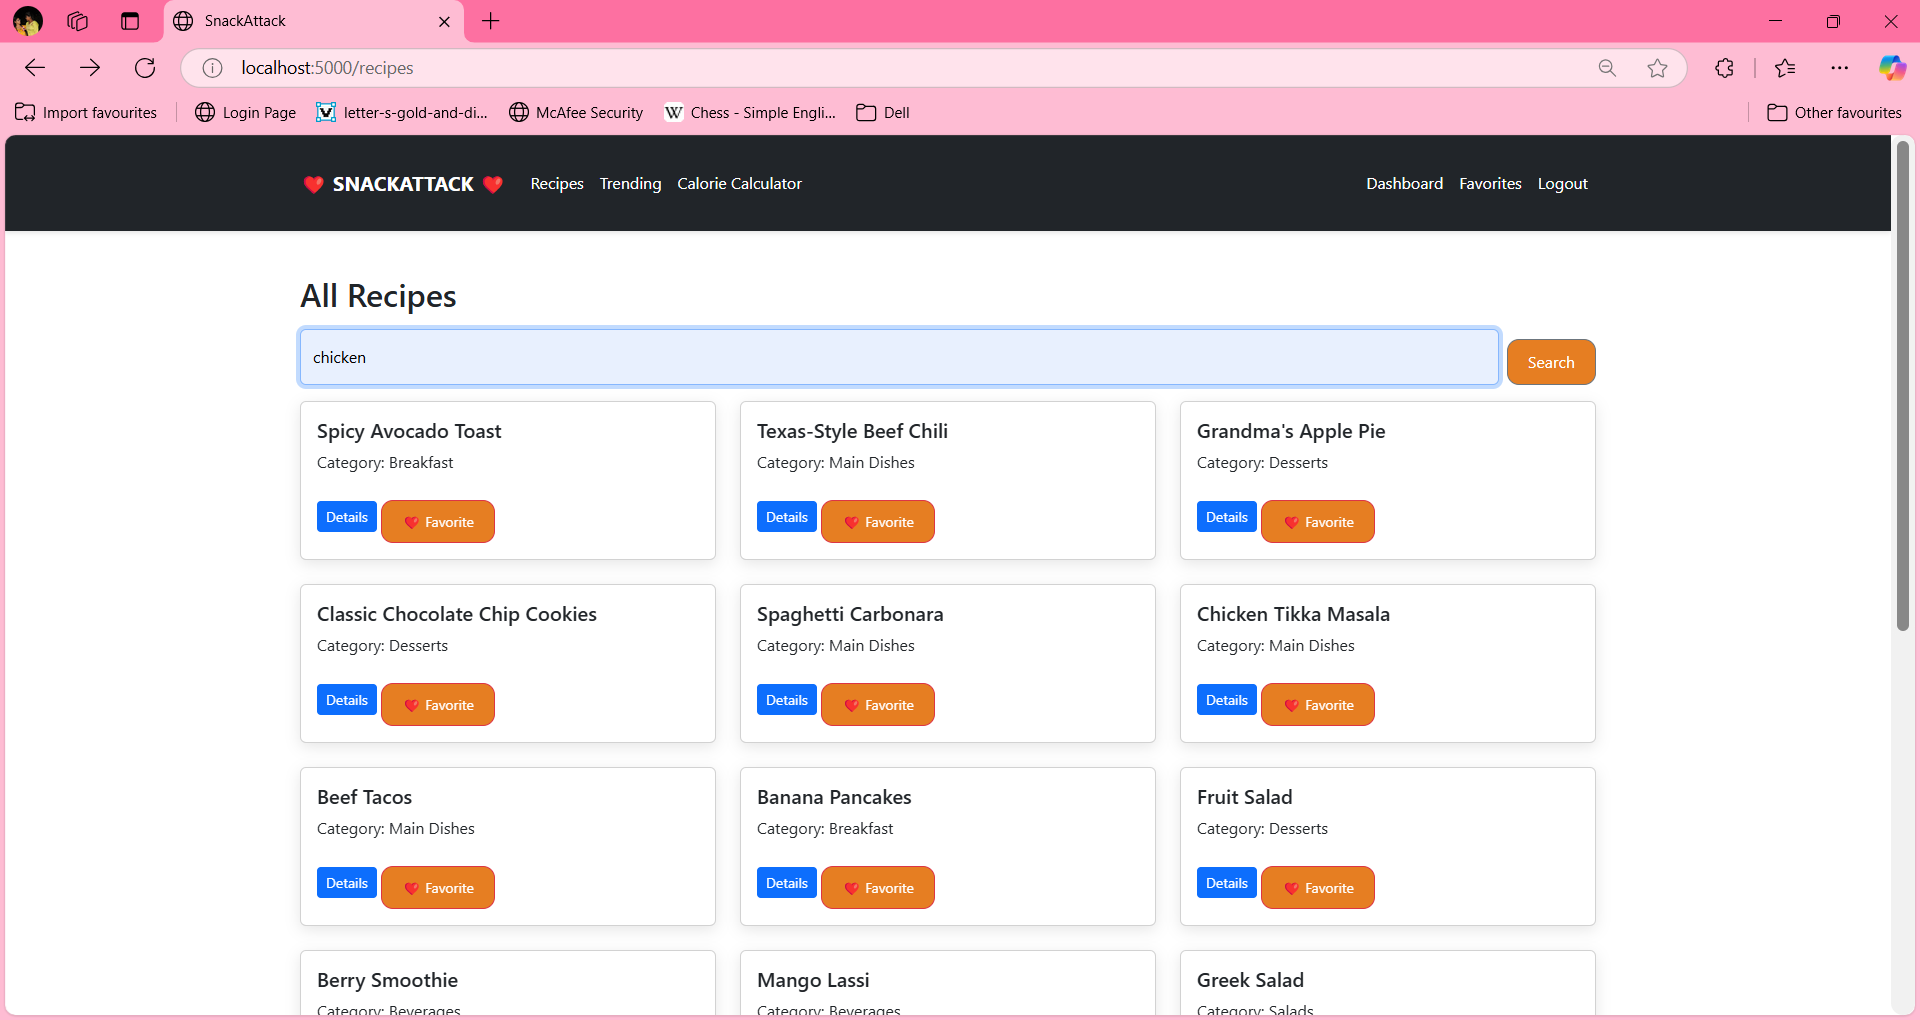 SnackAttack
localhost:5000/recipes
Import favourites
Login Page
letter-s-gold-and-di...
McAfee Security
Chess - Simple Engli...
Dell
Other favourites
SNACKATTACK
Recipes
Trending
Calorie Calculator
Dashboard
Favorites
Logout
All Recipes
chicken
Search
Spicy Avocado Toast
Category: Breakfast
Details
Favorite
Texas-Style Beef Chili
Category: Main Dishes
Details
Favorite
Grandma's Apple Pie
Category: Desserts
Details
Favorite
Classic Chocolate Chip Cookies
Category: Desserts
Details
Favorite
Spaghetti Carbonara
Category: Main Dishes
Details
Favorite
Chicken Tikka Masala
Category: Main Dishes
Details
Favorite
Beef Tacos
Category: Main Dishes
Details
Favorite
Banana Pancakes
Category: Breakfast
Details
Favorite
Fruit Salad
Category: Desserts
Details
Favorite
Berry Smoothie
Category: Beverages
Mango Lassi
Category: Beverages
Greek Salad
Category: Salads